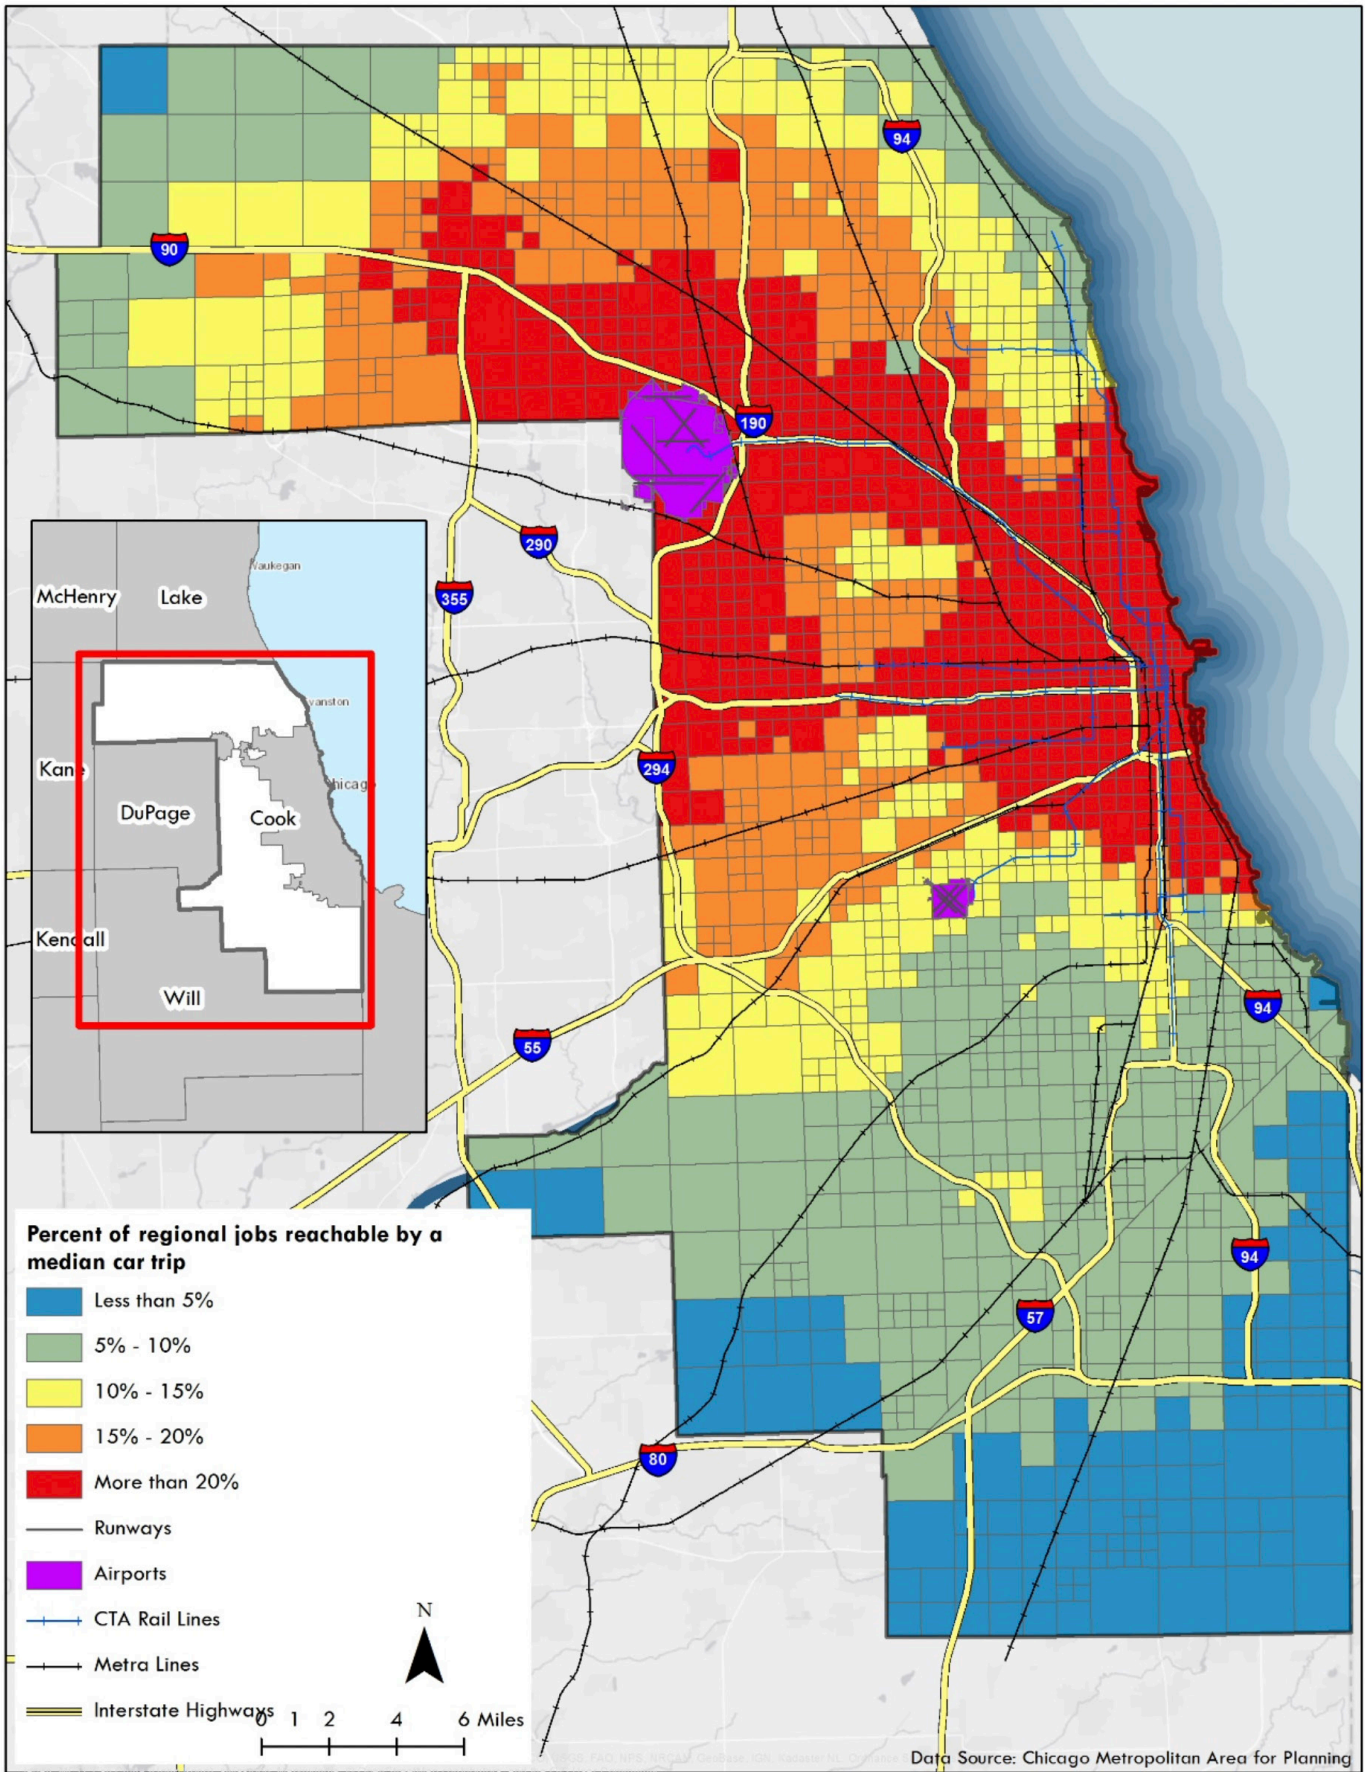 94
90
190
290
355
294
94
55
94
57
80
Waukegan
McHenry
Lake
vanston
Kane
hicag
DuPage
Cook
Kendall
Will
Percent of regional jobs reachable by a
median car trip
Less than 5%
5% - 10%
10% - 15%
15% - 20%
More than 20%
Runways
Airports
CTA Rail Lines
Metra Lines
Interstate Highways
N
0 1 2 4 6 Miles
Data Source: Chicago Metropolitan Area for Planning